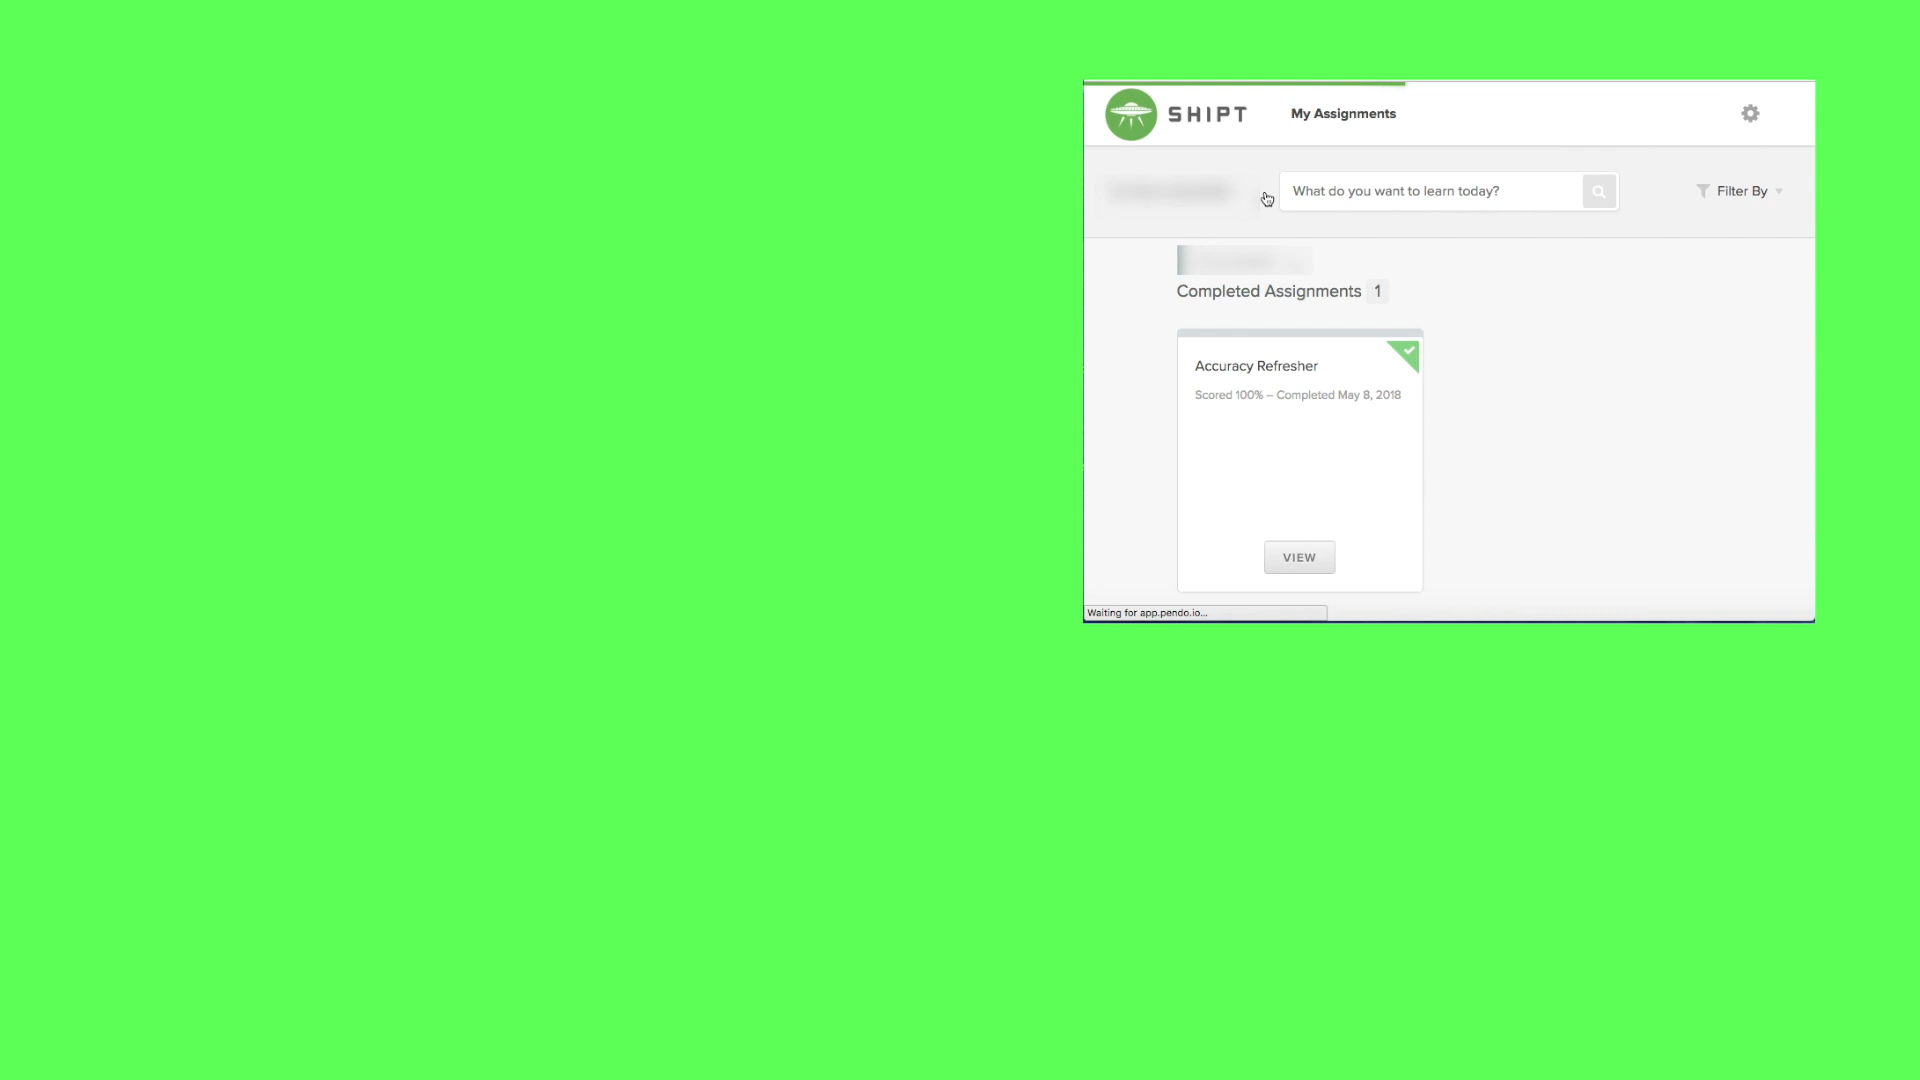 SHIPT
My Assignments
What do you want to learn today?
Filter By
Completed Assignments 1
Accuracy Refresher
Scored 100% – Completed May 8, 2018
VIEW
Waiting for app.pendo.io...